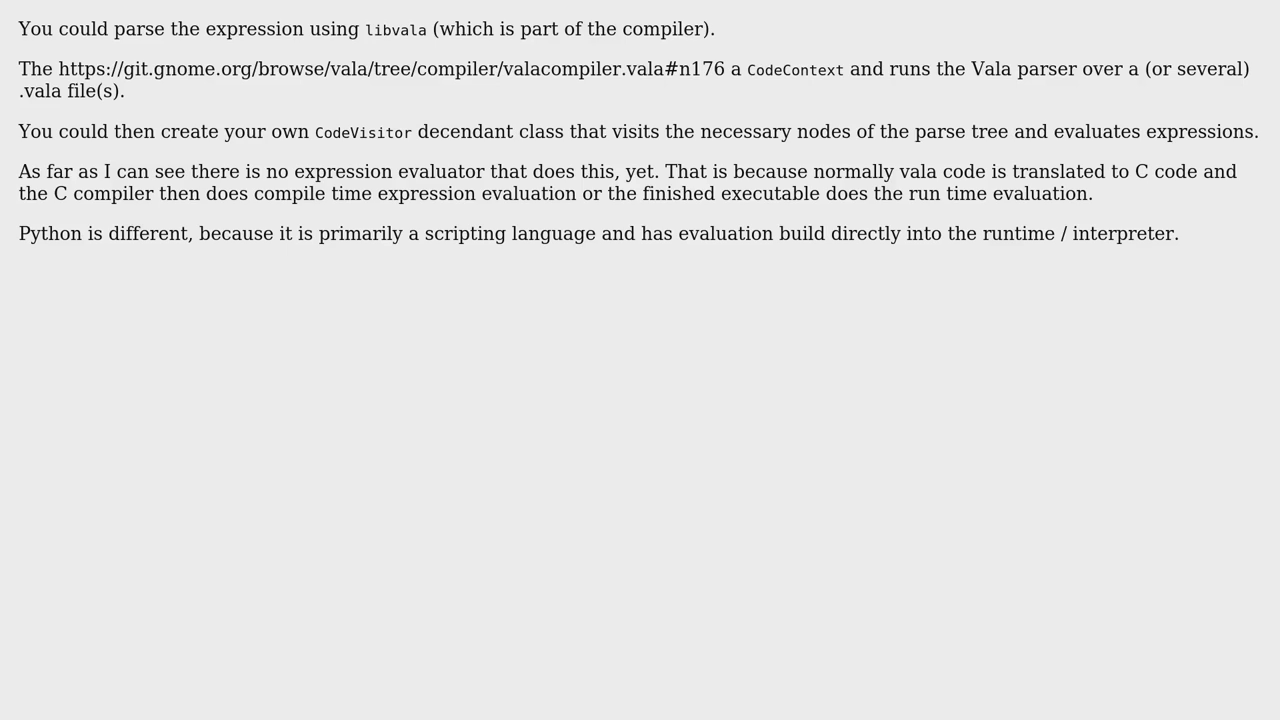 You could parse the expression using libvala (which is part of the compiler).
The https://git.gnome.org/browse/vala/tree/compiler/valacompiler.vala#n176 a CodeContext and runs the Vala parser over a (or several)
.vala file(s).
You could then create your own CodeVisitor decendant class that visits the necessary nodes of the parse tree and evaluates expressions.
As far as I can see there is no expression evaluator that does this, yet. That is because normally vala code is translated to C code and
the C compiler then does compile time expression evaluation or the finished executable does the run time evaluation.
Python is different, because it is primarily a scripting language and has evaluation build directly into the runtime / interpreter.